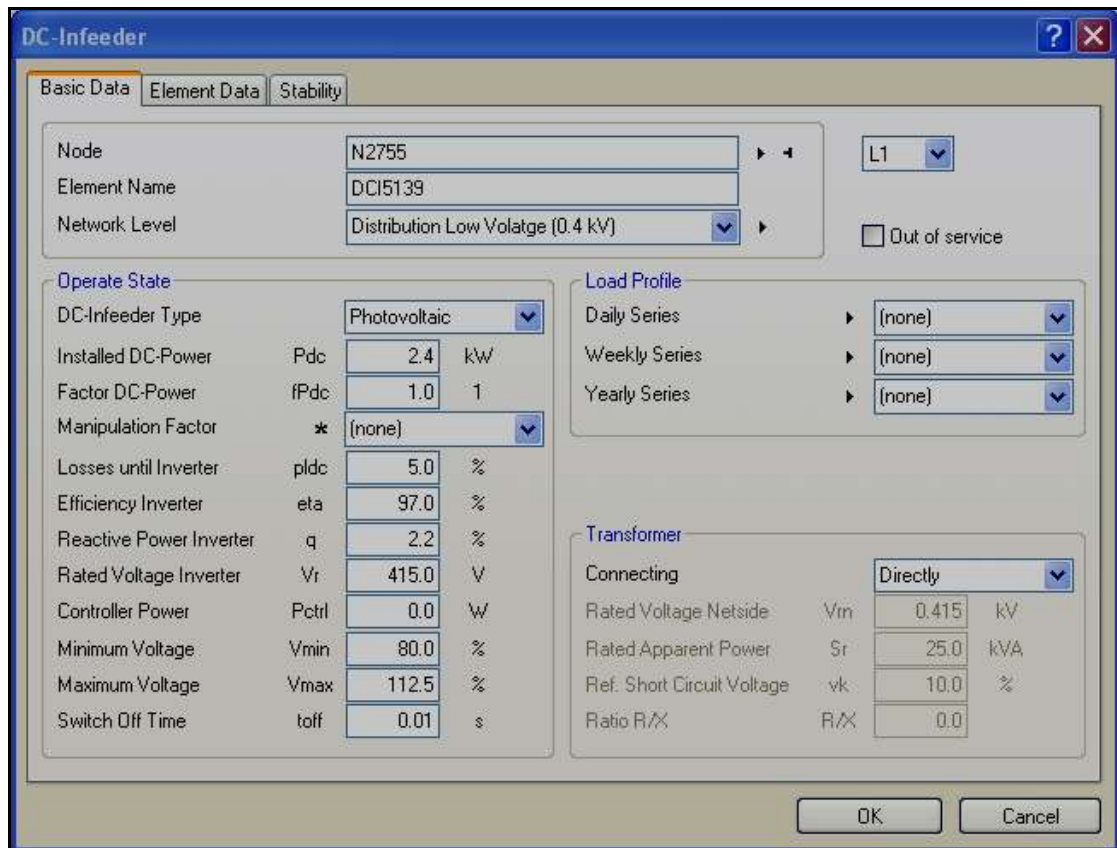 DC-Infeeder
Basic Data Element Data Stability
Node N2755 L1
Element Name DCI5139
Network Level Distribution Low Volatge (0.4 kV) Out of service
Operate State
DC-Infeeder Type Photovoltaic
Installed DC-Power Pdc 2.4 kW
Factor DC-Power fPdc 1.0 1
Manipulation Factor * (none)
Losses until Inverter pldc 5.0 %
Efficiency Inverter eta 97.0 %
Reactive Power Inverter q 2.2 %
Rated Voltage Inverter Vr 415.0 V
Controller Power Pctrl 0.0 W
Minimum Voltage Vmin 80.0 %
Maximum Voltage Vmax 112.5 %
Switch Off Time toff 0.01 s
Load Profile
Daily Series (none)
Weekly Series (none)
Yearly Series (none)
Transformer
Connecting Directly
Rated Voltage Netside Vrn 0.415 kV
Rated Apparent Power Sr 25.0 kVA
Ref. Short Circuit Voltage vk 10.0 %
Ratio R/X R/X 0.0
OK Cancel